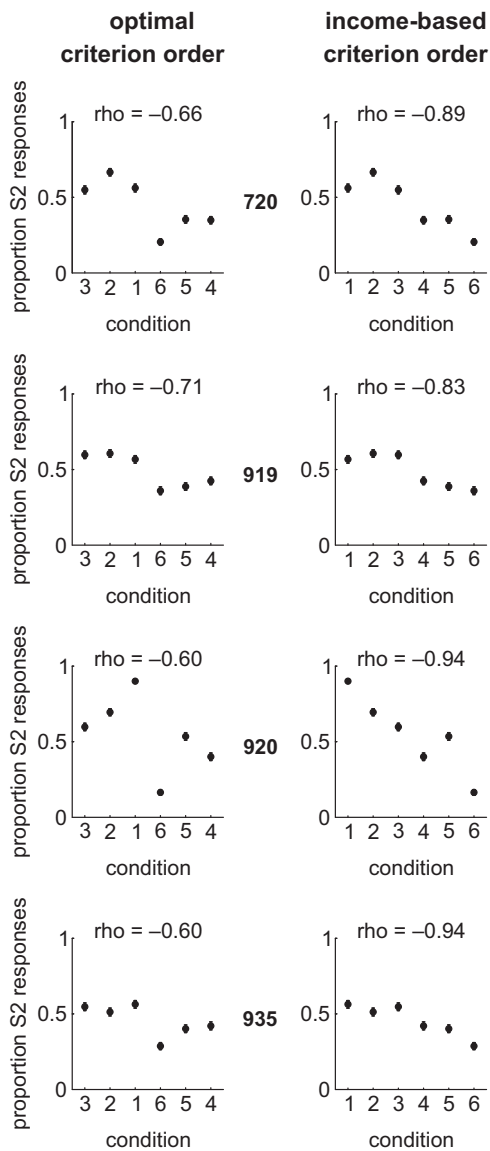 optimal income-based
criterion order criterion order
rho = –0.66 rho = –0.89
proportion S2 responses
1 1
0.5 720 0.5
0 0
3 2 1 6 5 4 1 2 3 4 5 6
condition condition
rho = –0.71 rho = –0.83
proportion S2 responses
1 1
0.5 919 0.5
0 0
3 2 1 6 5 4 1 2 3 4 5 6
condition condition
rho = –0.60 rho = –0.94
proportion S2 responses
1 1
0.5 920 0.5
0 0
3 2 1 6 5 4 1 2 3 4 5 6
condition condition
rho = –0.60 rho = –0.94
proportion S2 responses
1 1
0.5 935 0.5
0 0
3 2 1 6 5 4 1 2 3 4 5 6
condition condition